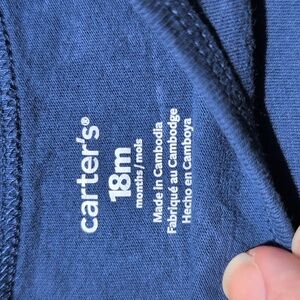 carter's®
18m
months / mois
Made in Cambodia
Fabriqué au Cambodge
Hecho en Camboya